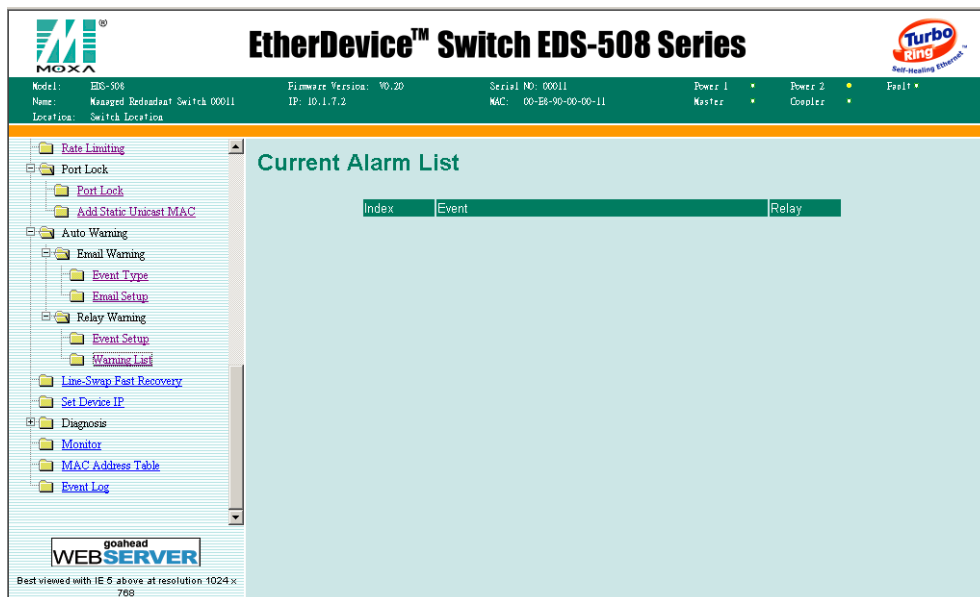 ®
MOXA
EtherDevice™ Switch EDS-508 Series
Turbo
Ring ™
Self-Healing Ethernet
Model: EDS-508 Firmware Version: V0.20 Serial NO: 00011 Power 1 Power 2 Fault
Name: Managed Redundant Switch 00011 IP: 10.1.7.2 MAC: 00-E8-90-00-00-11 Master Coupler
Location: Switch Location
Rate Limiting
Port Lock
Port Lock
Add Static Unicast MAC
Auto Warning
Email Warning
Event Type
Email Setup
Relay Warning
Event Setup
Warning List
Line-Swap Fast Recovery
Set Device IP
Diagnosis
Monitor
MAC Address Table
Event Log
Current Alarm List
Index Event Relay
goahead
WEBSERVER
Best viewed with IE 5 above at resolution 1024 x
768